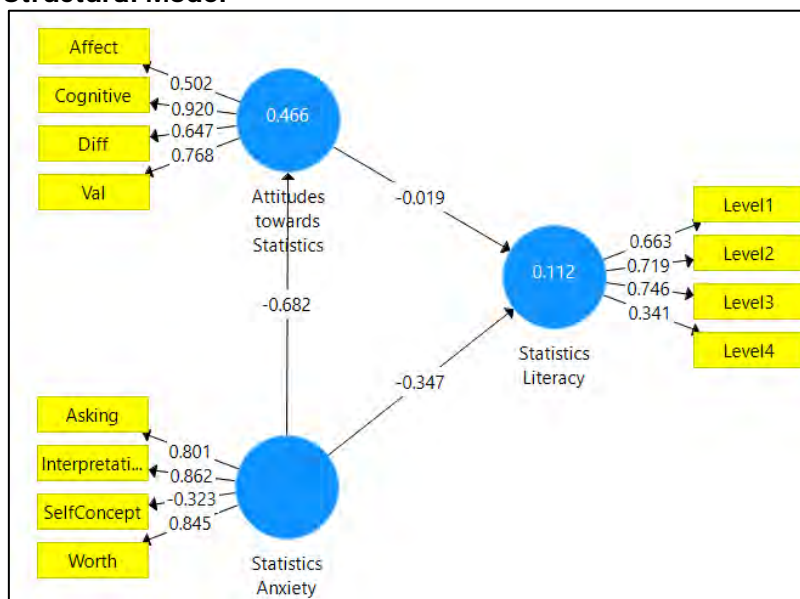 Affect
Cognitive
Diff
Val
0.502
0.920
0.647
0.768
0.466
Attitudes
towards
Statistics
-0.019
-0.682
-0.347
0.112
Statistics
Literacy
0.663
0.719
0.746
0.341
Level1
Level2
Level3
Level4
Asking
Interpretati...
SelfConcept
Worth
0.801
0.862
-0.323
0.845
Statistics
Anxiety